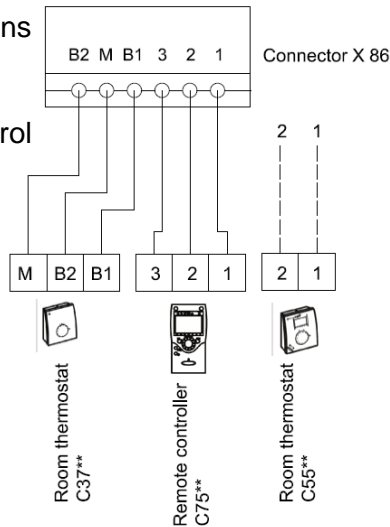 ns
B2 M B1 3 2 1 Connector X 86
rol
2 1
M B2 B1 3 2 1 2 1
Room thermostat
C37**
Remote controller
C75**
Room thermostat
C55**